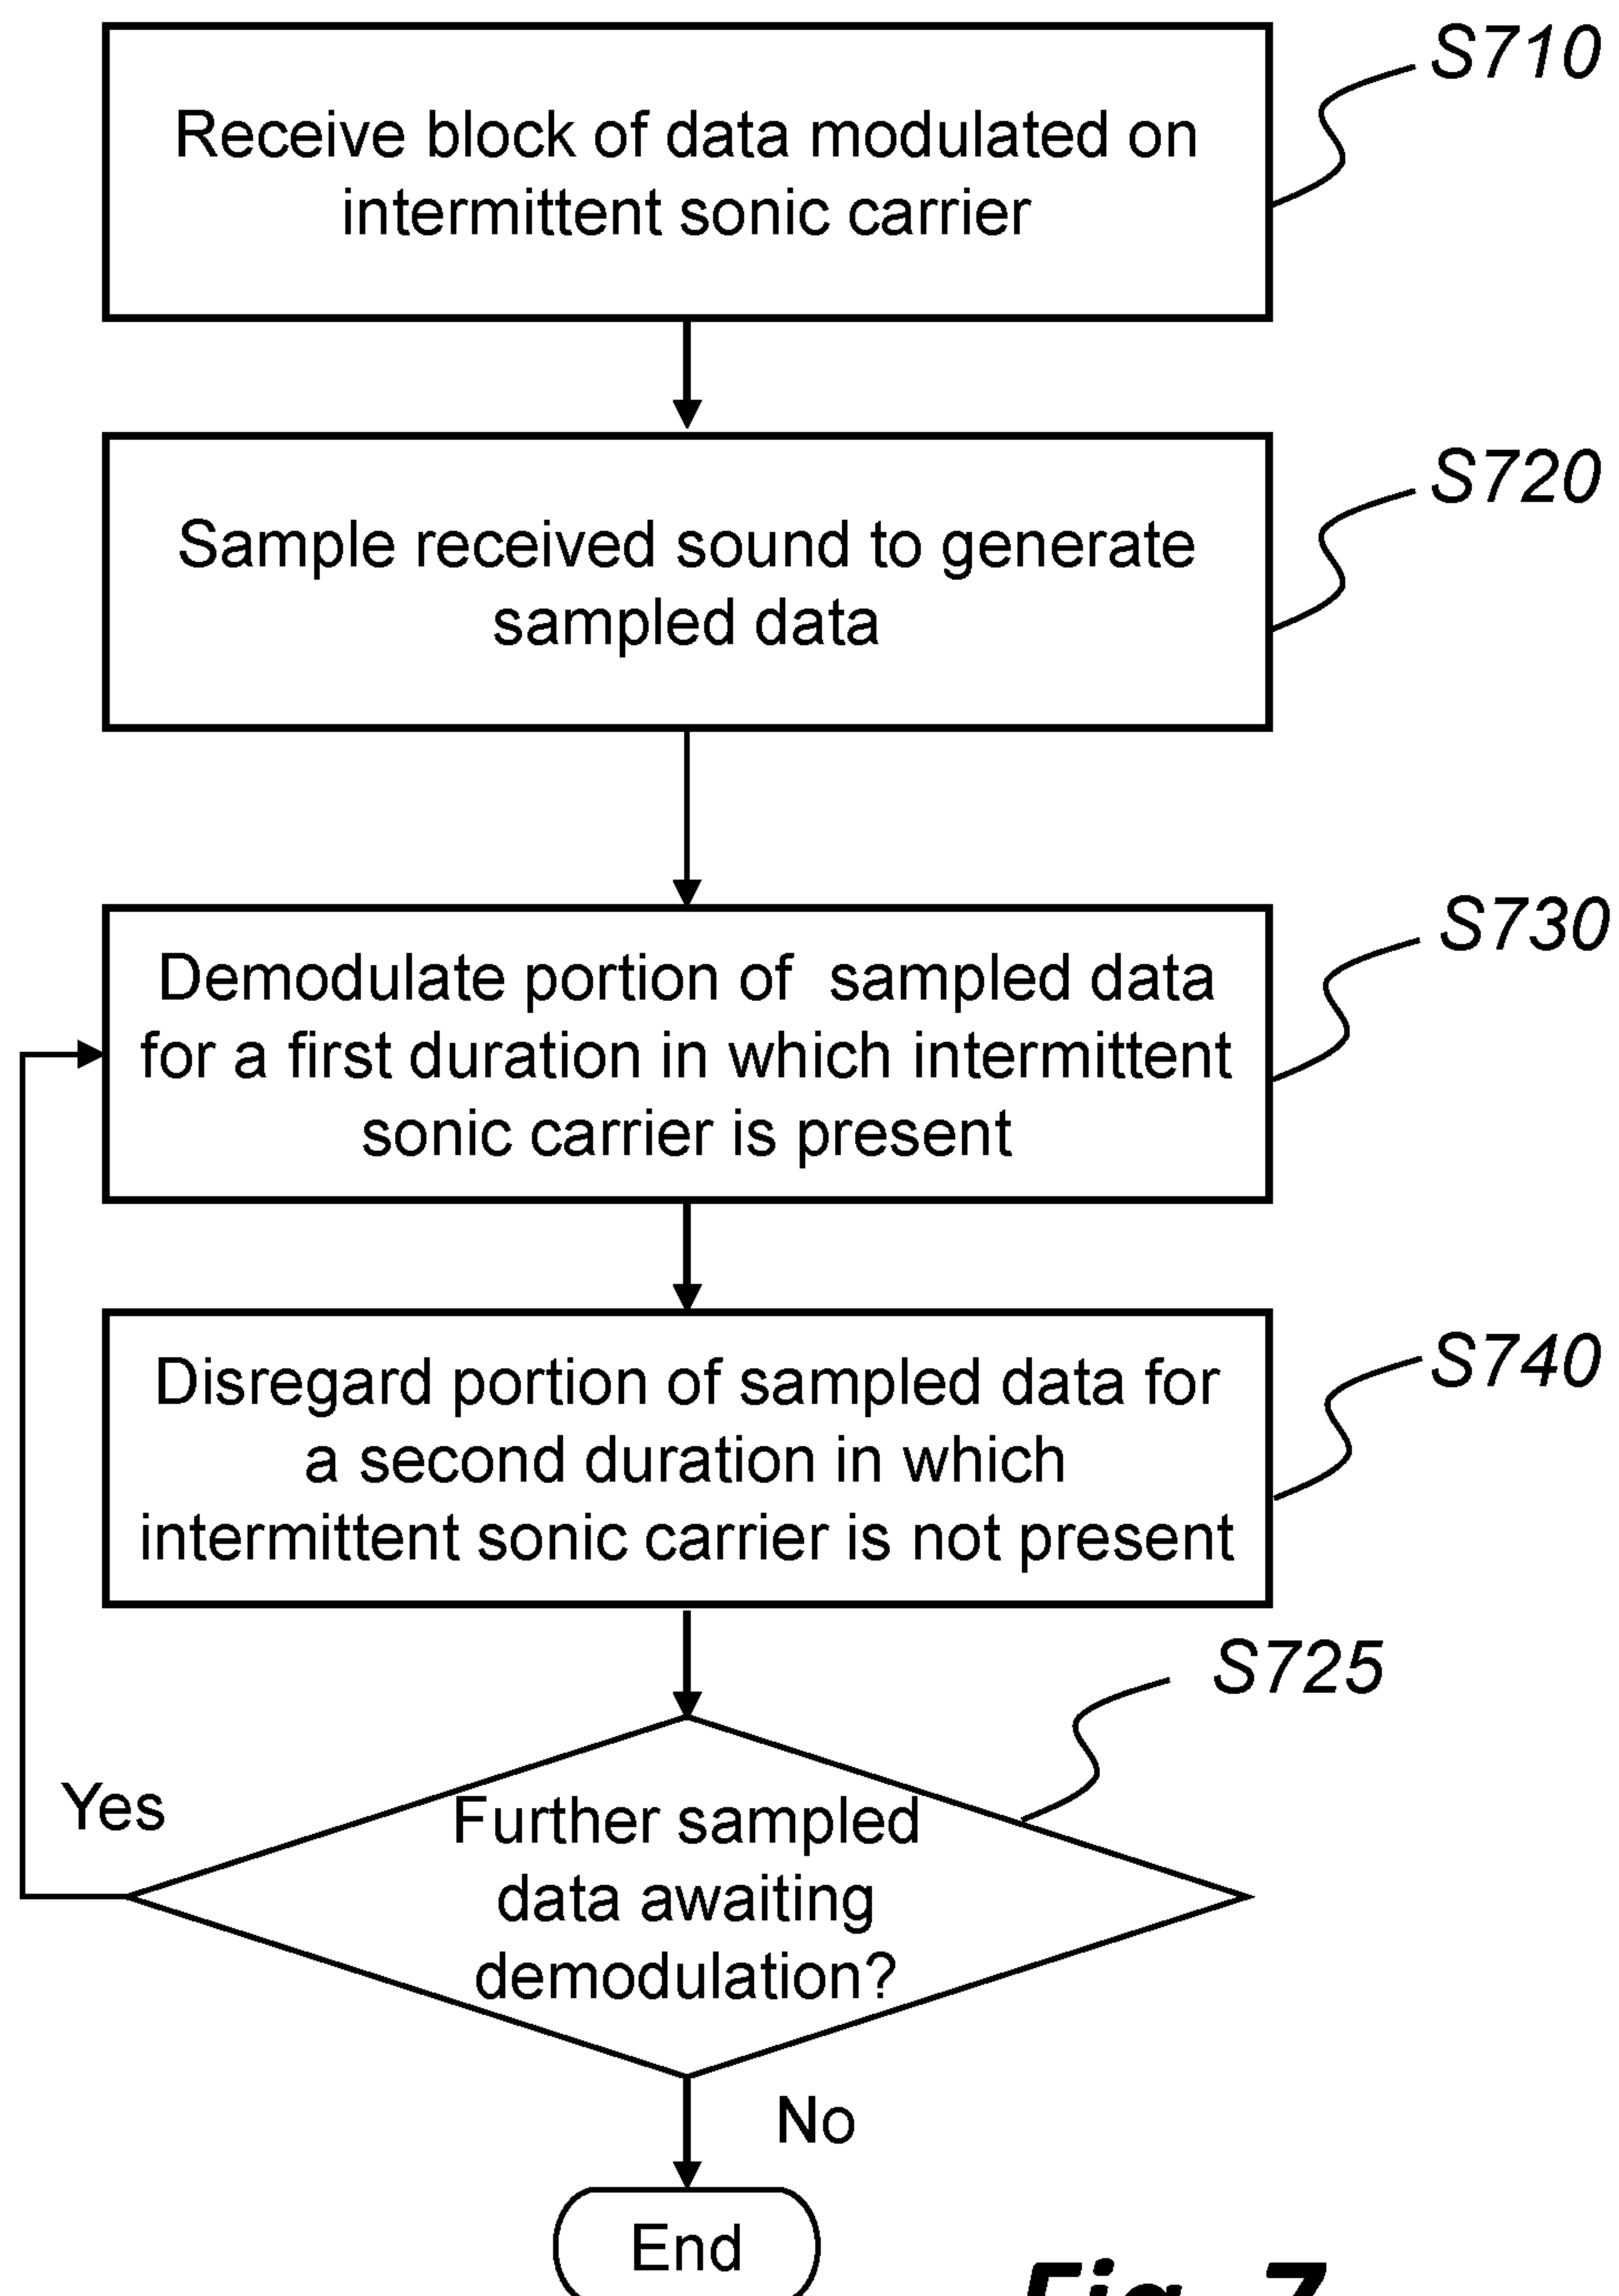 S710
Receive block of data modulated on
intermittent sonic carrier
S720
Sample received sound to generate
sampled data
S730
Demodulate portion of sampled data
for a first duration in which intermittent
sonic carrier is present
S740
Disregard portion of sampled data for
a second duration in which
intermittent sonic carrier is not present
S725
Yes
Further sampled
data awaiting
demodulation?
No
End
Fig. 7